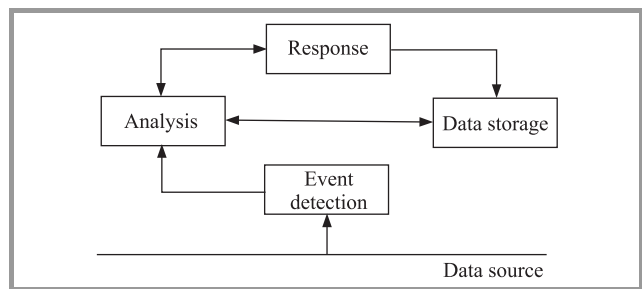 Response
Analysis
Data storage
Event
detection
Data source